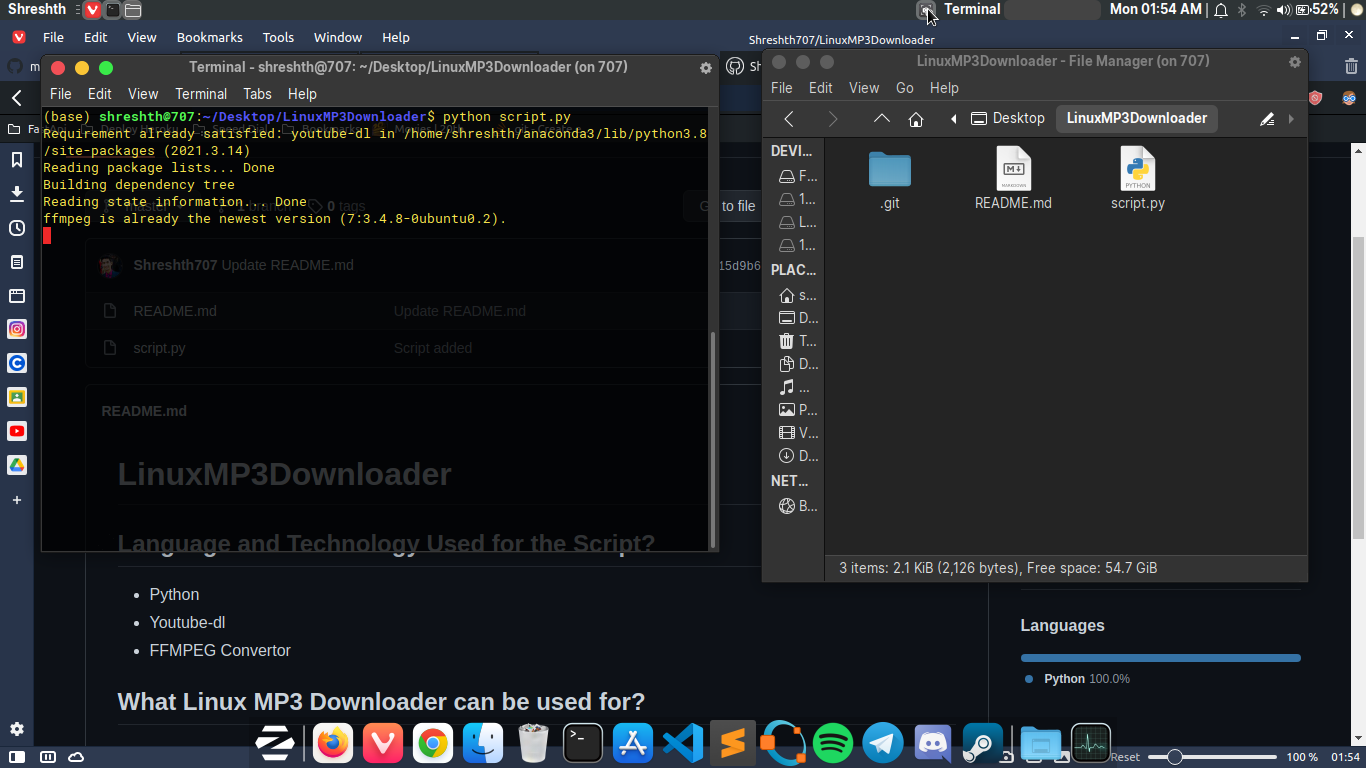 Shreshth
Terminal
Mon 01:54 AM
52%
File Edit View Bookmarks Tools Window Help
Shreshth707/LinuxMP3Downloader
Terminal - shreshth@707: ~/Desktop/LinuxMP3Downloader (on 707)
File Edit View Terminal Tabs Help
(base) shreshth@707:~/Desktop/LinuxMP3Downloader$ python script.py
Requirement already satisfied: youtube-dl in /home/shreshth/anaconda3/lib/python3.8
/site-packages (2021.3.14)
Reading package lists... Done
Building dependency tree
Reading state information... Done
ffmpeg is already the newest version (7:3.4.8-0ubuntu0.2).
0 tags
to file
Shreshth707 Update README.md
15d9b6
README.md Update README.md
script.py Script added
README.md
LinuxMP3Downloader
Language and Technology Used for the Script?
Python
Youtube-dl
FFMPEG Convertor
What Linux MP3 Downloader can be used for?
LinuxMP3Downloader - File Manager (on 707)
File Edit View Go Help
Desktop LinuxMP3Downloader
DEVI...
F...
1...
L...
1...
PLAC...
s...
D...
T...
D...
...
P...
V...
D...
NET...
B...
.git
README.md
script.py
MARKDOWN
PYTHON
3 items: 2.1 KiB (2,126 bytes), Free space: 54.7 GiB
Languages
Python 100.0%
Reset
100 %
01:54